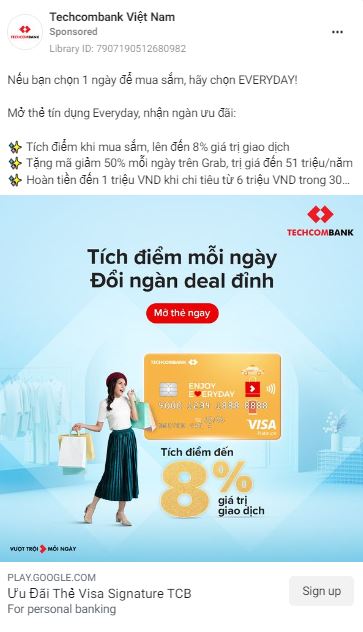 Techcombank Việt Nam
Sponsored
Library ID: 7907190512680982
Nếu bạn chọn 1 ngày để mua sắm, hãy chọn EVERYDAY!
Mở thẻ tín dụng Everyday, nhận ngàn ưu đãi:
Tích điểm khi mua sắm, lên đến 8% giá trị giao dịch
Tặng mã giảm 50% mỗi ngày trên Grab, trị giá đến 51 triệu/năm
Hoàn tiền đến 1 triệu VND khi chi tiêu từ 6 triệu VND trong 30...
TECHCOMBANK
Tích điểm mỗi ngày
Đổi ngàn deal đỉnh
Mở thẻ ngay
TECHCOMBANK
ENJOY
EVERYDAY
9000 1234 1888 8888
VISA
Platinum
Tích điểm đến
8%
giá trị
giao dịch
VƯỢT TRỘI MỖI NGÀY
PLAY.GOOGLE.COM
Ưu Đãi Thẻ Visa Signature TCB
For personal banking
Sign up